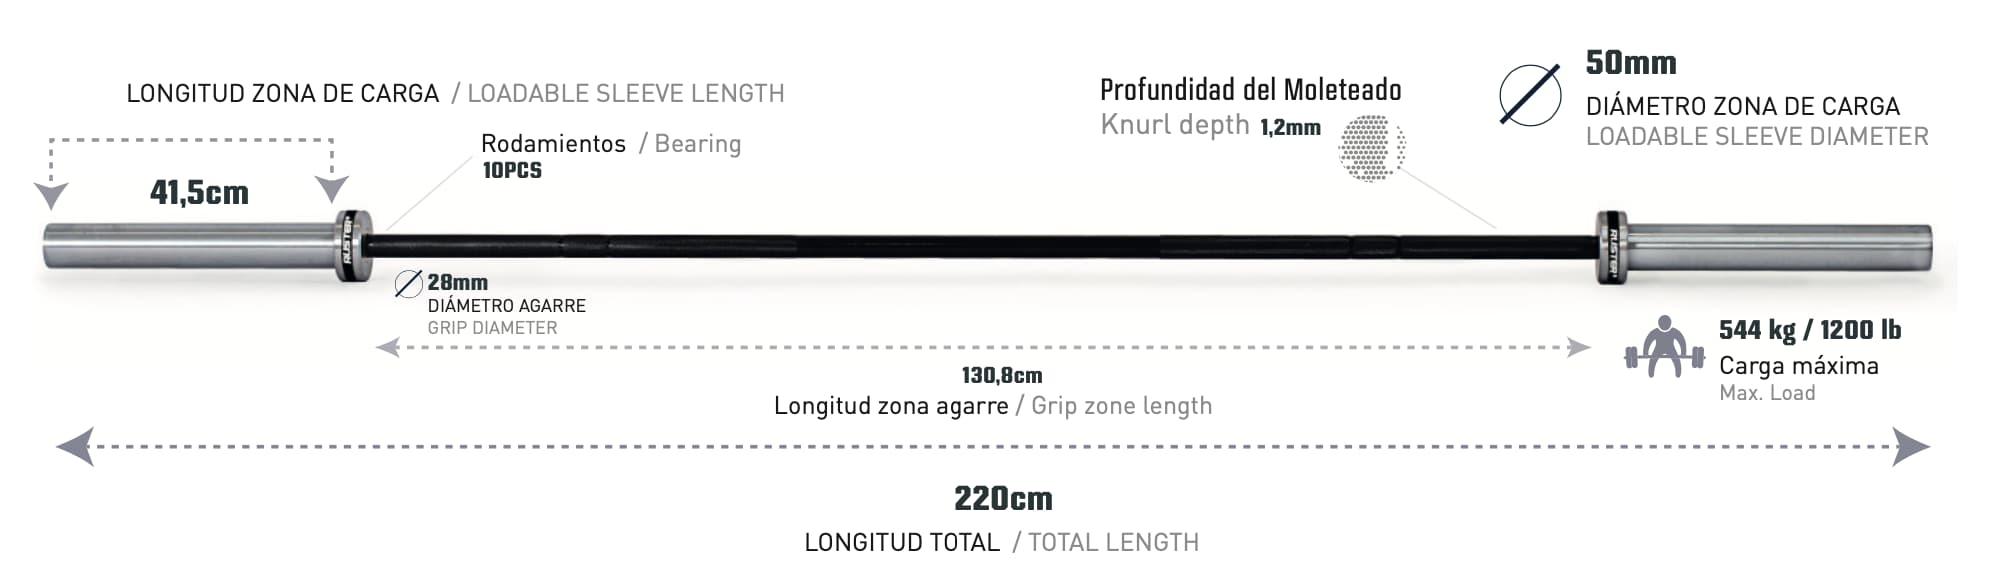 LONGITUD ZONA DE CARGA / LOADABLE SLEEVE LENGTH
41,5cm
Rodamientos / Bearing
10PCS
Profundidad del Moleteado
Knurl depth 1,2mm
50mm
DIÁMETRO ZONA DE CARGA
LOADABLE SLEEVE DIAMETER
RUSTER
RUSTER
28mm
DIÁMETRO AGARRE
GRIP DIAMETER
130,8cm
Longitud zona agarre / Grip zone length
544 kg / 1200 lb
Carga máxima
Max. Load
220cm
LONGITUD TOTAL / TOTAL LENGTH